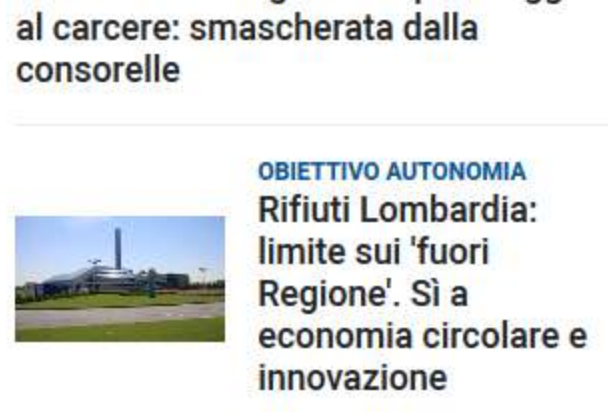 al carcere: smascherata dalla
consorelle
OBIETTIVO AUTONOMIA
Rifiuti Lombardia:
limite sui 'fuori
Regione'. Sì a
economia circolare e
innovazione